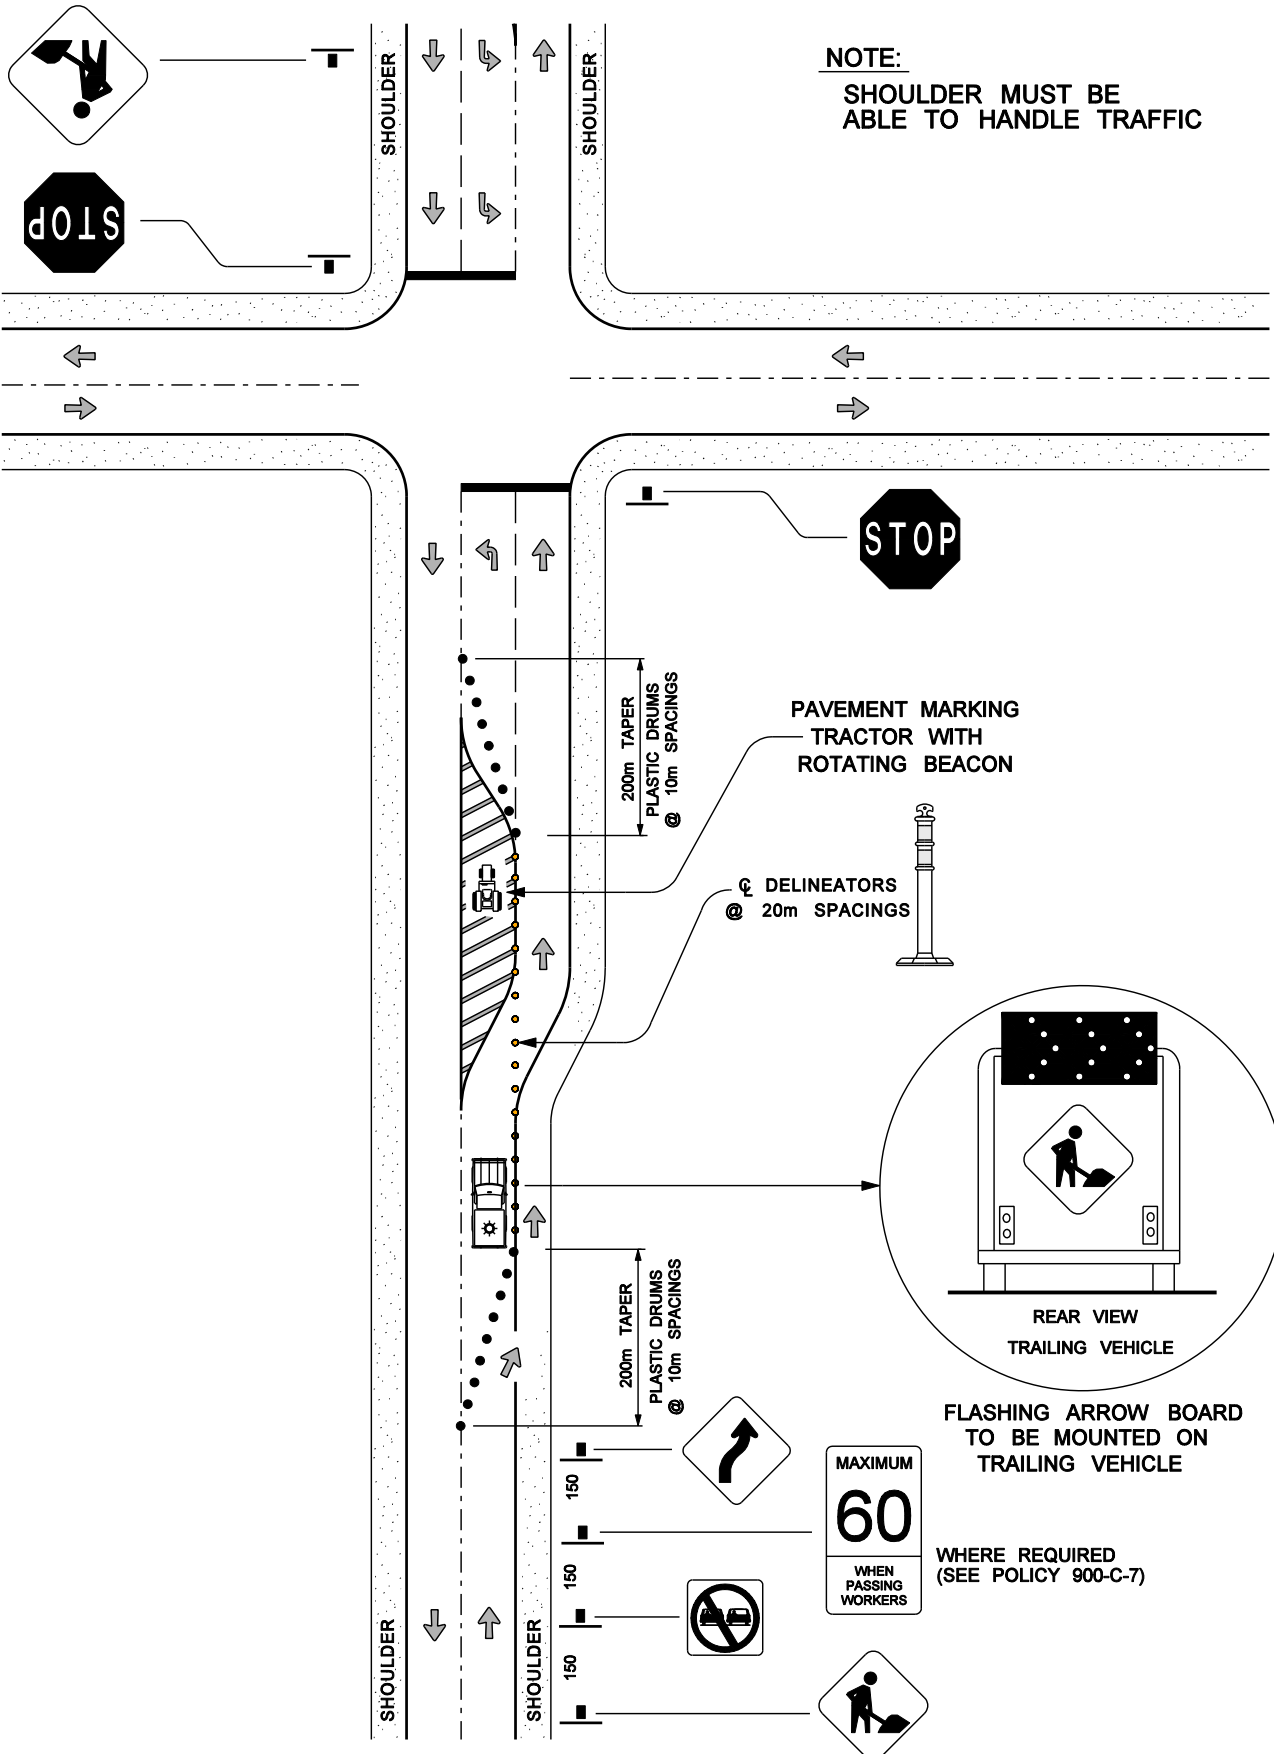 SHOULDER
SHOULDER
NOTE:
SHOULDER MUST BE
ABLE TO HANDLE TRAFFIC
STOP
STOP
200m TAPER
PLASTIC DRUMS
@ 10m SPACINGS
PAVEMENT MARKING
TRACTOR WITH
ROTATING BEACON
℄ DELINEATORS
@ 20m SPACINGS
REAR VIEW
TRAILING VEHICLE
200m TAPER
PLASTIC DRUMS
@ 10m SPACINGS
FLASHING ARROW BOARD
TO BE MOUNTED ON
TRAILING VEHICLE
150
MAXIMUM
60
WHEN
PASSING
WORKERS
WHERE REQUIRED
(SEE POLICY 900-C-7)
150
150
SHOULDER
SHOULDER